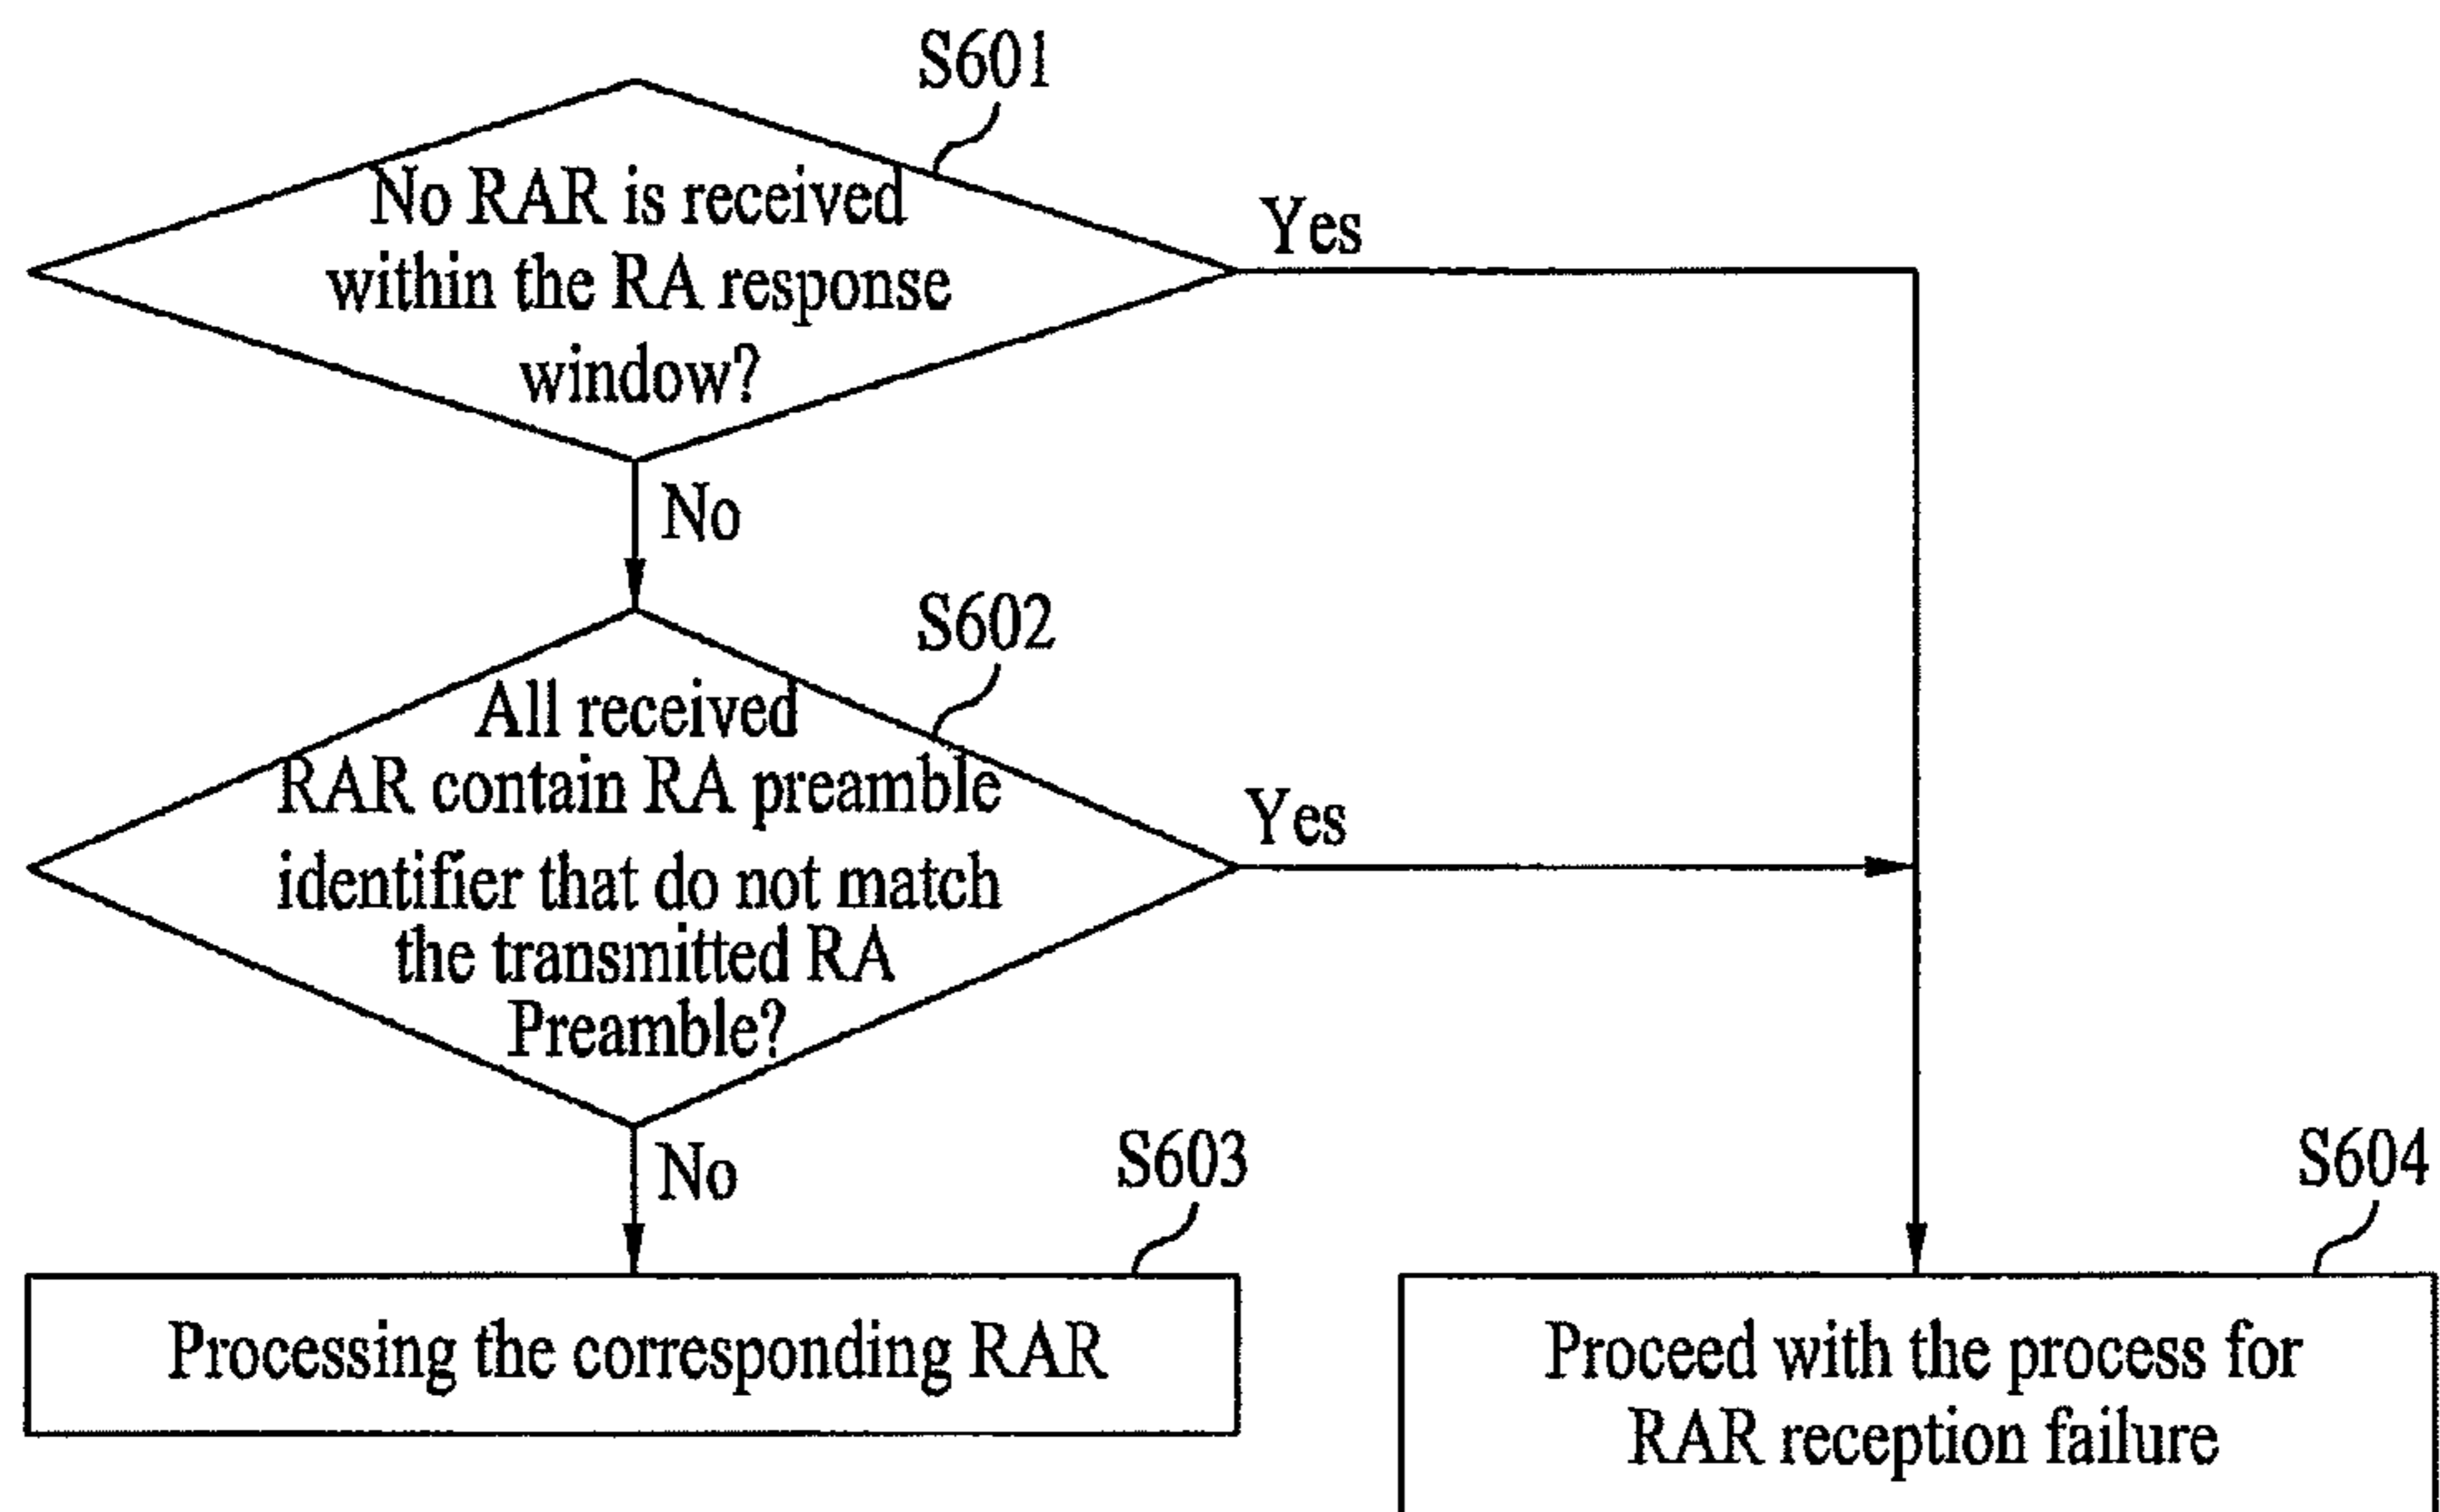 S601
No RAR is received
within the RA response
window?
Yes
No
S602
All received
RAR contain RA preamble
identifier that do not match
the transmitted RA
Preamble?
Yes
No
S603
Processing the corresponding RAR
S604
Proceed with the process for
RAR reception failure